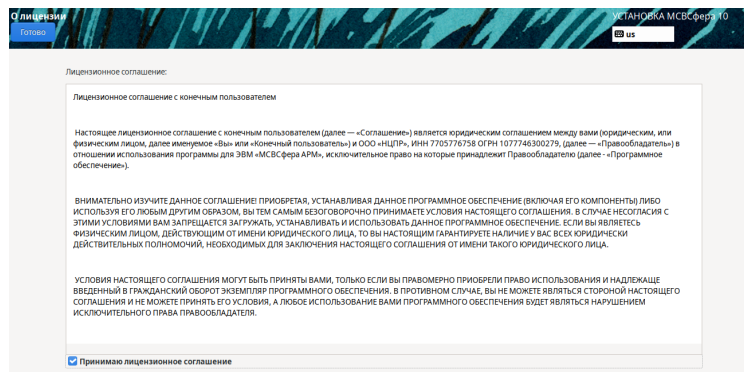 О лицензии
УСТАНОВКА МСВСфера 10
Готово
us
Лицензионное соглашение:
Лицензионное соглашение с конечным пользователем
Настоящее лицензионное соглашение с конечным пользователем (далее — «Соглашение») является юридическим соглашением между вами (юридическим, или
физическим лицом, далее именуемое «Вы» или «Конечный пользователь») и ООО «НЦПР», ИНН 7705776758 ОГРН 1077746300279, (далее — «Правообладатель») в
отношении использования программы для ЭВМ «МСВСфера АРМ», исключительное право на которые принадлежит Правообладателю (далее - «Программное
обеспечение»).
ВНИМАТЕЛЬНО ИЗУЧИТЕ ДАННОЕ СОГЛАШЕНИЕ! ПРИОБРЕТАЯ, УСТАНАВЛИВАЯ ДАННОЕ ПРОГРАММНОЕ ОБЕСПЕЧЕНИЕ (ВКЛЮЧАЯ ЕГО КОМПОНЕНТЫ) ЛИБО
ИСПОЛЬЗУЯ ЕГО ЛЮБЫМ ДРУГИМ ОБРАЗОМ, ВЫ ТЕМ САМЫМ БЕЗОГОВОРОЧНО ПРИНИМАЕТЕ УСЛОВИЯ НАСТОЯЩЕГО СОГЛАШЕНИЯ. В СЛУЧАЕ НЕСОГЛАСИЯ С
ЭТИМИ УСЛОВИЯМИ ВАМ ЗАПРЕЩАЕТСЯ ЗАГРУЖАТЬ, УСТАНАВЛИВАТЬ И ИСПОЛЬЗОВАТЬ ДАННОЕ ПРОГРАММНОЕ ОБЕСПЕЧЕНИЕ. ЕСЛИ ВЫ ЯВЛЯЕТЕСЬ
ФИЗИЧЕСКИМ ЛИЦОМ, ДЕЙСТВУЮЩИМ ОТ ИМЕНИ ЮРИДИЧЕСКОГО ЛИЦА, ТО ВЫ НАСТОЯЩИМ ГАРАНТИРУЕТЕ НАЛИЧИЕ У ВАС ВСЕХ ЮРИДИЧЕСКИ
ДЕЙСТВИТЕЛЬНЫХ ПОЛНОМОЧИЙ, НЕОБХОДИМЫХ ДЛЯ ЗАКЛЮЧЕНИЯ НАСТОЯЩЕГО СОГЛАШЕНИЯ ОТ ИМЕНИ ТАКОГО ЮРИДИЧЕСКОГО ЛИЦА.
УСЛОВИЯ НАСТОЯЩЕГО СОГЛАШЕНИЯ МОГУТ БЫТЬ ПРИНЯТЫ ВАМИ, ТОЛЬКО ЕСЛИ ВЫ ПРАВОМЕРНО ПРИОБРЕЛИ ПРАВО ИСПОЛЬЗОВАНИЯ И НАДЛЕЖАЩЕ
ВВЕДЕННЫЙ В ГРАЖДАНСКИЙ ОБОРОТ ЭКЗЕМПЛЯР ПРОГРАММНОГО ОБЕСПЕЧЕНИЯ. В ПРОТИВНОМ СЛУЧАЕ, ВЫ НЕ МОЖЕТЕ ЯВЛЯТЬСЯ СТОРОНОЙ НАСТОЯЩЕГО
СОГЛАШЕНИЯ И НЕ МОЖЕТЕ ПРИНЯТЬ ЕГО УСЛОВИЯ, А ЛЮБОЕ ИСПОЛЬЗОВАНИЕ ВАМИ ПРОГРАММНОГО ОБЕСПЕЧЕНИЯ БУДЕТ ЯВЛЯТЬСЯ НАРУШЕНИЕМ
ИСКЛЮЧИТЕЛЬНОГО ПРАВА ПРАВООБЛАДАТЕЛЯ.
Принимаю лицензионное соглашение